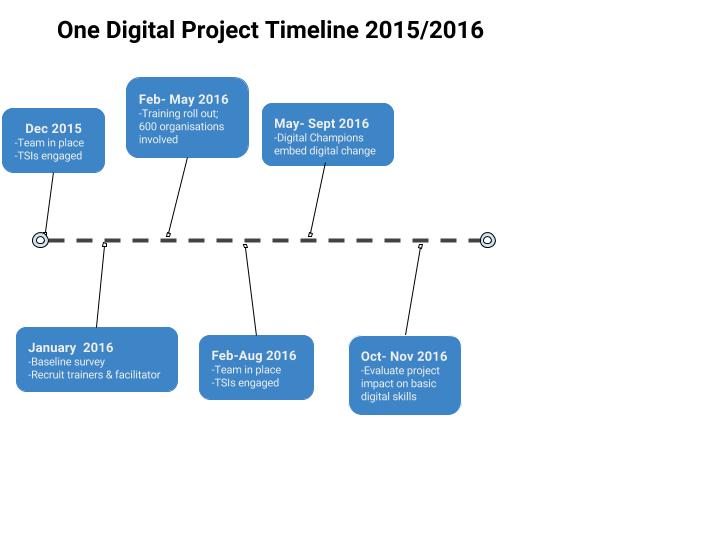 One Digital Project Timeline 2015/2016
Dec 2015
-Team in place
-TSIs engaged
Feb- May 2016
-Training roll out;
600 organisations
involved
May- Sept 2016
-Digital Champions
embed digital change
January  2016
-Baseline survey
-Recruit trainers & facilitator
Feb-Aug 2016
-Team in place
-TSIs engaged
Oct- Nov 2016
-Evaluate project
impact on basic
digital skills